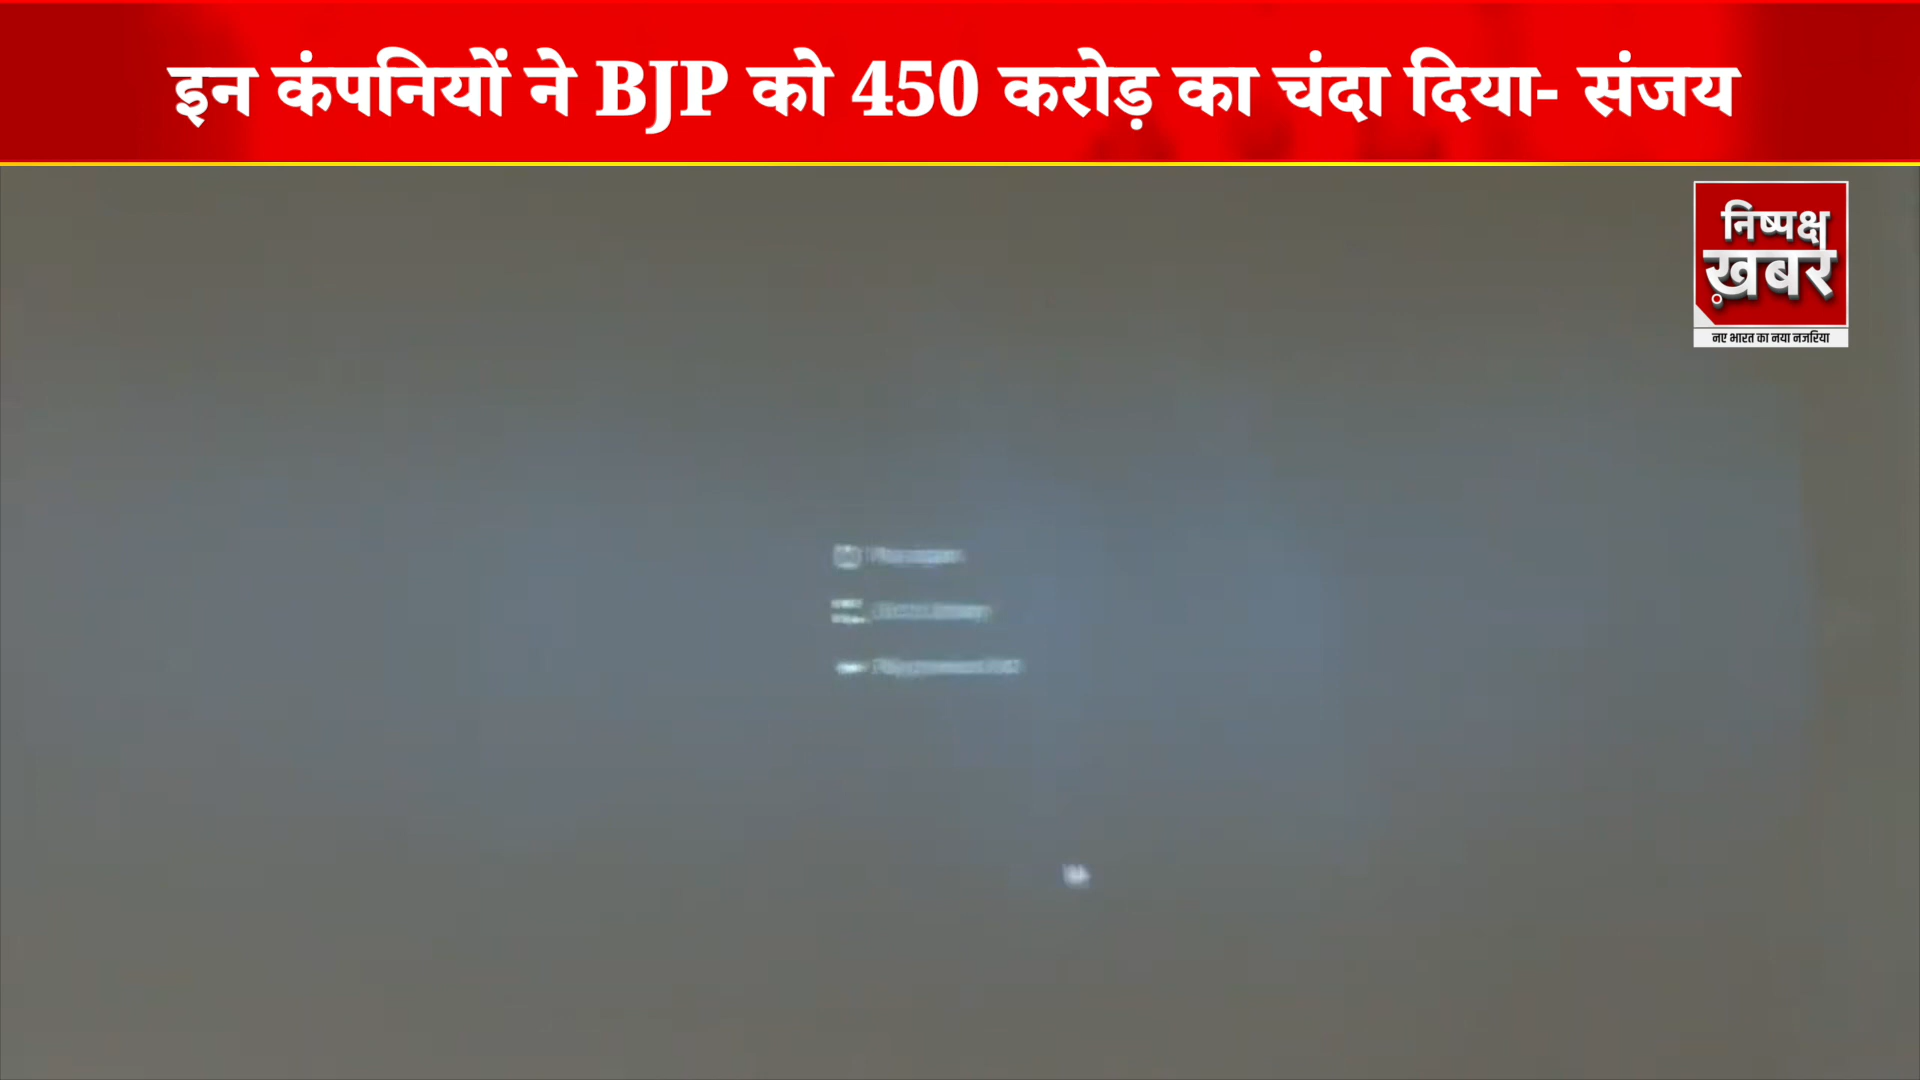 इन कंपनियों ने BJP को 450 करोड़ का चंदा दिया- संजय
निष्पक्ष
ख़बर
नए भारत का नया नजरिया